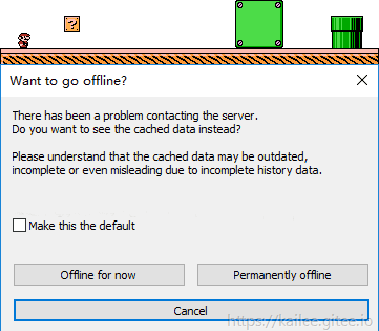 ?
Want to go offline?
There has been a problem contacting the server.
Do you want to see the cached data instead?
Please understand that the cached data may be outdated,
incomplete or even misleading due to incomplete history data.
Make this the default
Offline for now
Permanently offline
Cancel
https://kailee.gitee.io